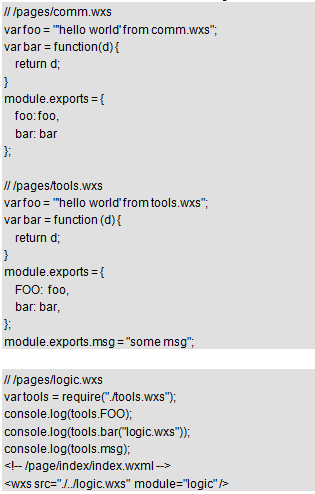 // /pages/comm.wxs
var foo = "'hello world' from comm.wxs";
var bar = function(d) {
return d;
}
module.exports = {
foo: foo,
bar: bar
};
// /pages/tools.wxs
var foo = "'hello world' from tools.wxs";
var bar = function (d) {
return d;
}
module.exports = {
FOO: foo,
bar: bar,
};
module.exports.msg = "some msg";
// /pages/logic.wxs
var tools = require("./tools.wxs");
console.log(tools.FOO);
console.log(tools.bar("logic.wxs"));
console.log(tools.msg);
<!-- /page/index/index.wxml -->
<wxs src="./../logic.wxs" module="logic" />